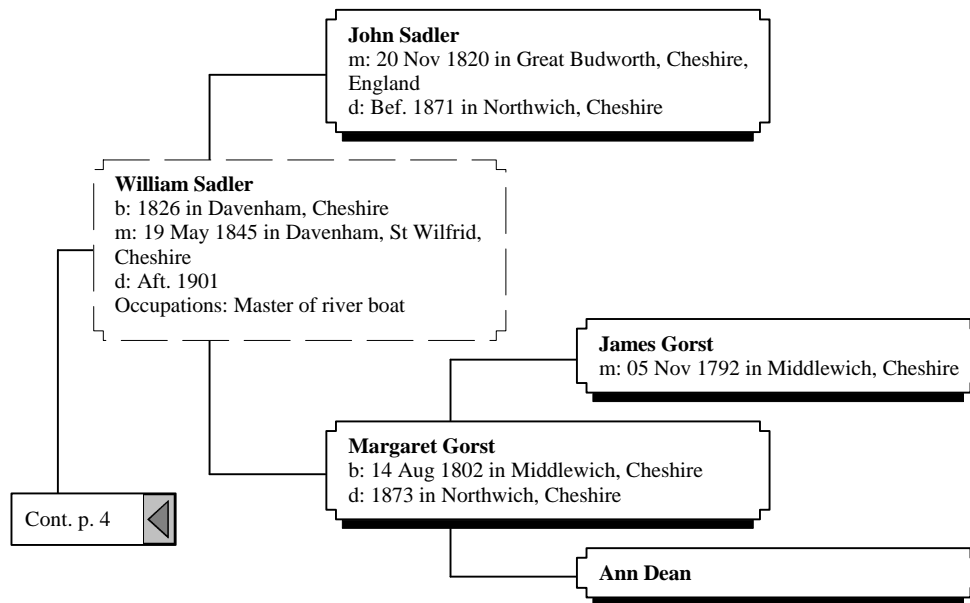 John Sadler
m: 20 Nov 1820 in Great Budworth, Cheshire,
England
d: Bef. 1871 in Northwich, Cheshire
William Sadler
b: 1826 in Davenham, Cheshire
m: 19 May 1845 in Davenham, St Wilfrid,
Cheshire
d: Aft. 1901
Occupations: Master of river boat
James Gorst
m: 05 Nov 1792 in Middlewich, Cheshire
Margaret Gorst
b: 14 Aug 1802 in Middlewich, Cheshire
d: 1873 in Northwich, Cheshire
Cont. p. 4
Ann Dean